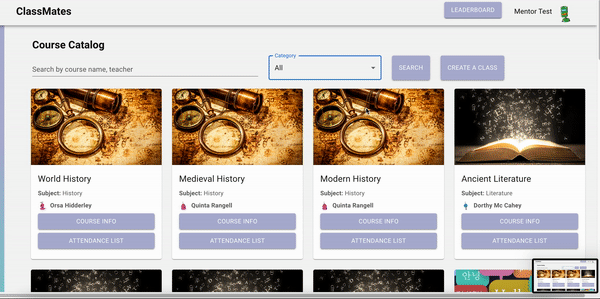 ClassMates
LEADERBOARD
Mentor Test
Course Catalog
Search by course name, teacher
Category
All
SEARCH
CREATE A CLASS
World History
Subject: History
Orsa Hidderley
COURSE INFO
ATTENDANCE LIST
Medieval History
Subject: History
Quinta Rangell
COURSE INFO
ATTENDANCE LIST
Modern History
Subject: History
Quinta Rangell
COURSE INFO
ATTENDANCE LIST
Ancient Literature
Subject: Literature
Dorthy Mc Cahey
COURSE INFO
ATTENDANCE LIST